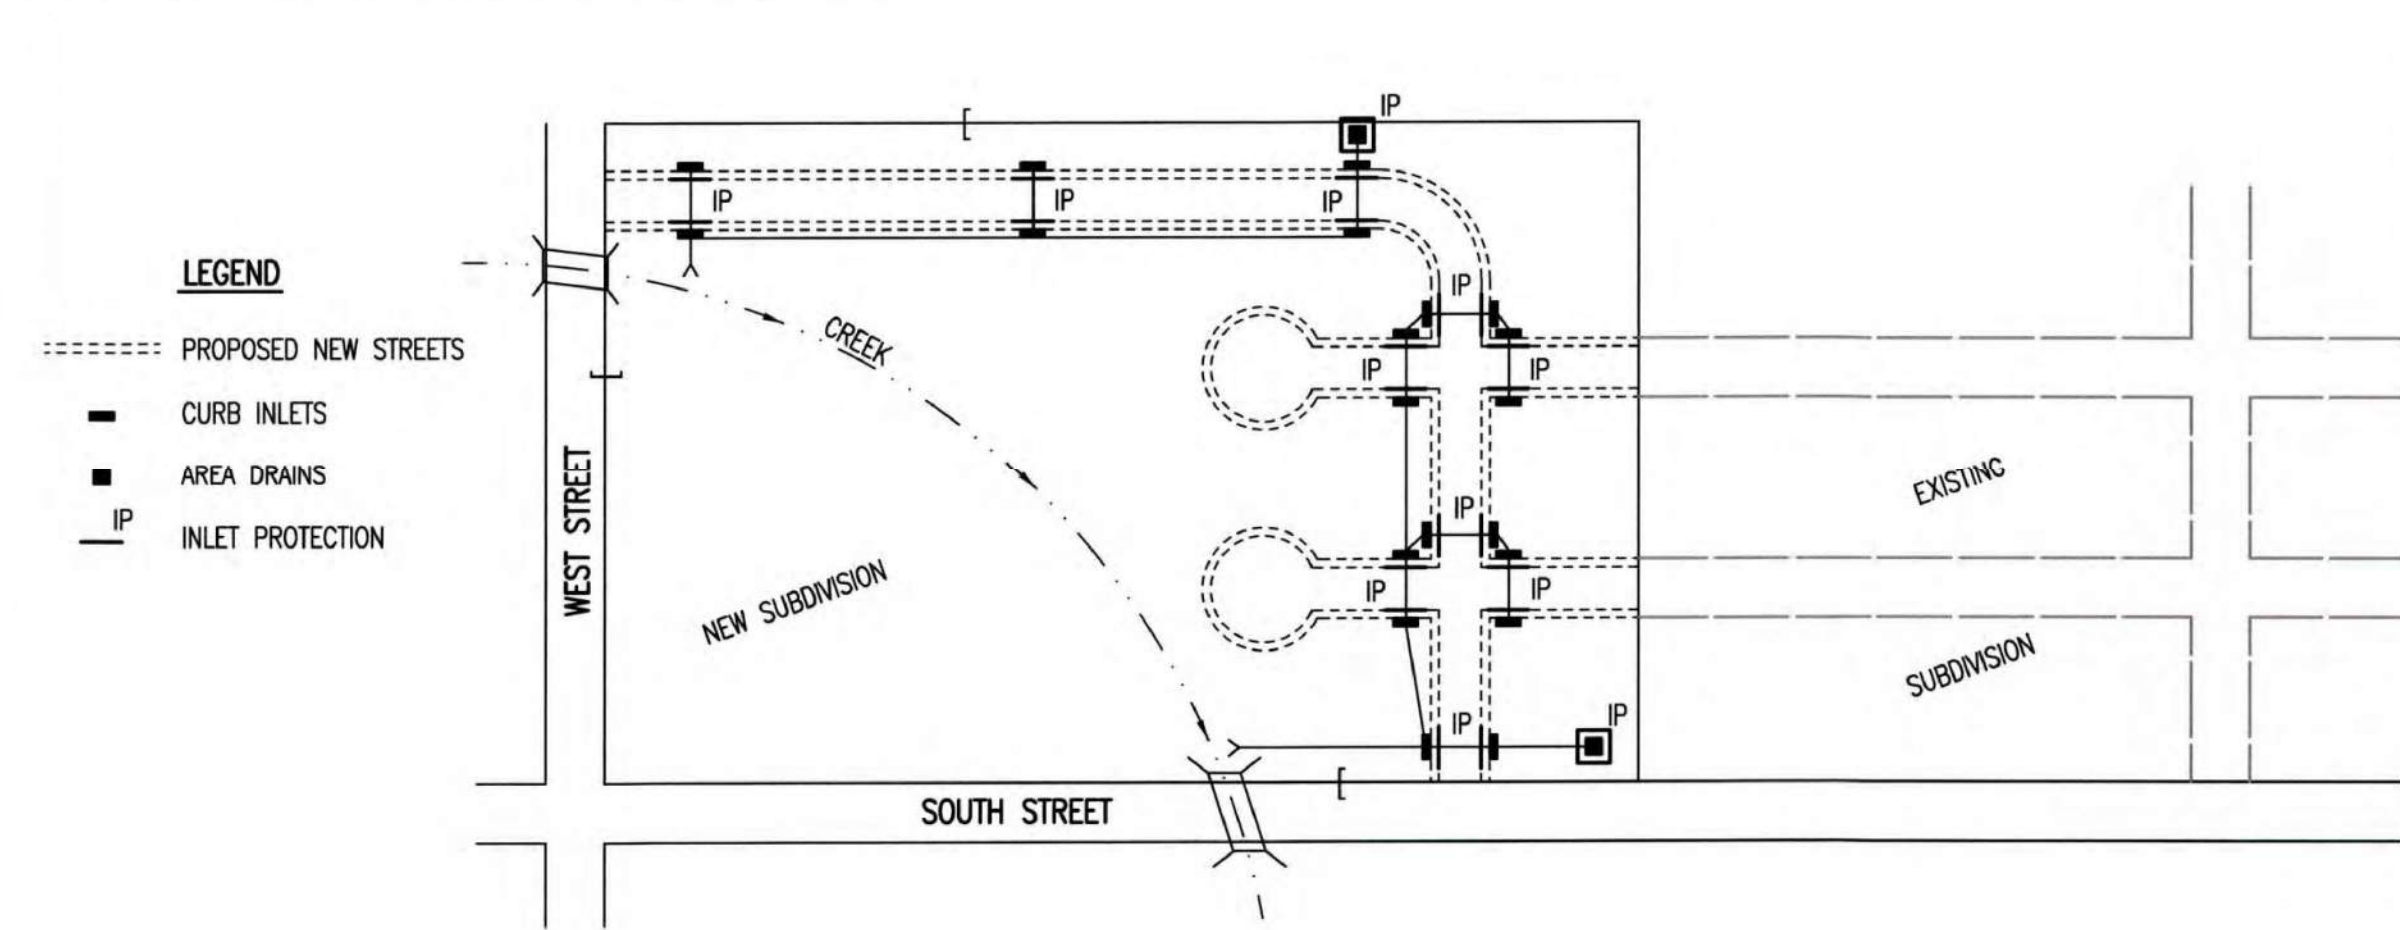 IP
IP
IP
IP
LEGEND
PROPOSED NEW STREETS
CURB INLETS
AREA DRAINS
IP
INLET PROTECTION
WEST STREET
CREEK
NEW SUBDIVISION
IP
IP
IP
IP
IP
IP
IP
IP
EXISTING
SUBDIVISION
SOUTH STREET